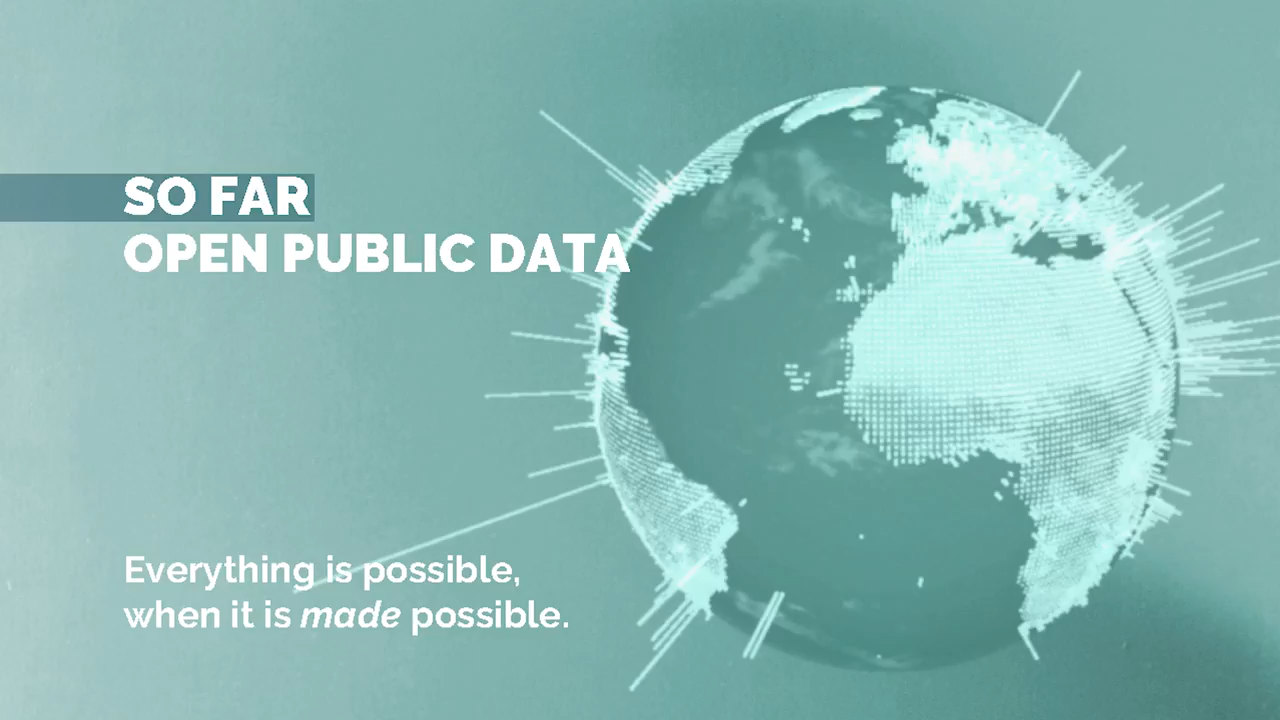 SO FAR
OPEN PUBLIC DATA
Everything is possible,
when it is made possible.